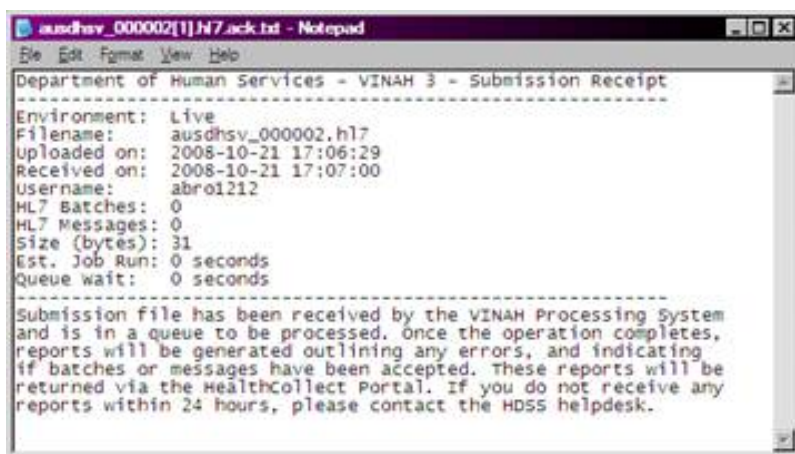 ausdhsv_000002[1].hl7.ack.txt - Notepad
File Edit Format View Help
Department of Human Services - VINAH 3 - Submission Receipt
-----------------------------------------------------------------
Environment: Live
Filename: ausdhsv_000002.hl7
Uploaded on: 2008-10-21 17:06:29
Received on: 2008-10-21 17:07:00
Username: abro1212
HL7 Batches: 0
HL7 Messages: 0
Size (bytes): 31
Est. Job Run: 0 seconds
Queue Wait: 0 seconds
-----------------------------------------------------------------
Submission file has been received by the VINAH Processing System
and is in a queue to be processed. Once the operation completes,
reports will be generated outlining any errors, and indicating
if batches or messages have been accepted. These reports will be
returned via the HealthCollect Portal. If you do not receive any
reports within 24 hours, please contact the HDSS helpdesk.